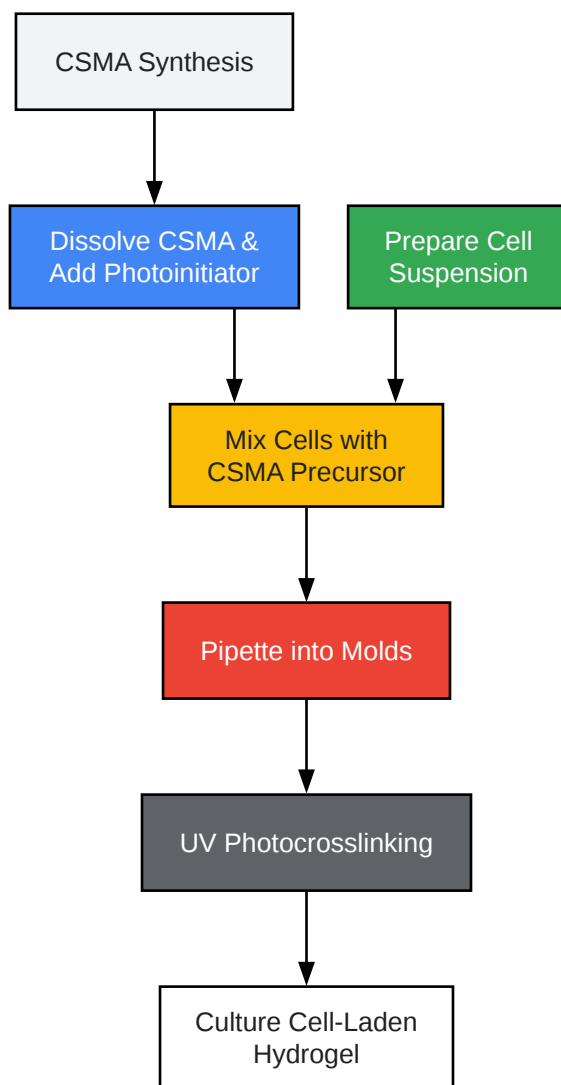 CSMA Synthesis
Dissolve CSMA &
Add Photoinitiator
Prepare Cell
Suspension
Mix Cells with
CSMA Precursor
Pipette into Molds
UV Photocrosslinking
Culture Cell-Laden
Hydrogel